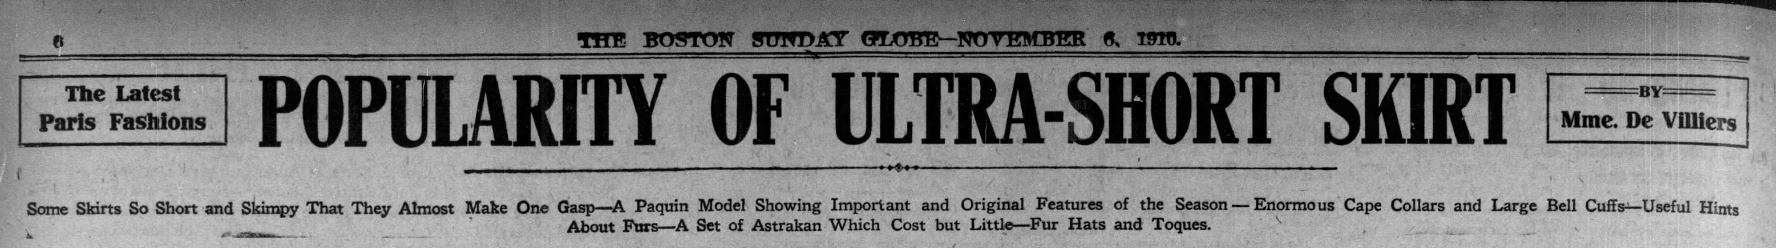 6
THE BOSTON SUNDAY GLOBE—NOVEMBER 6, 1910.
The Latest
Paris Fashions
POPULARITY OF ULTRA-SHORT SKIRT
BY
Mme. De Villiers
Some Skirts So Short and Skimpy That They Almost Make One Gasp—A Paquin Model Showing Important and Original Features of the Season—Enormous Cape Collars and Large Bell Cuffs—Useful Hints
About Furs—A Set of Astrakan Which Cost but Little—Fur Hats and Toques.